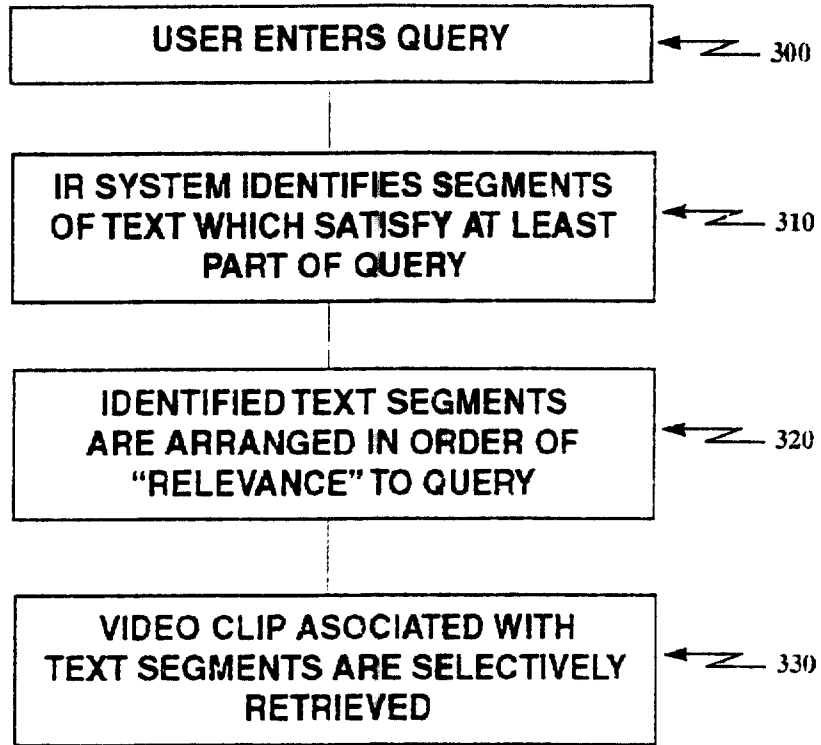 USER ENTERS QUERY
300
IR SYSTEM IDENTIFIES SEGMENTS
OF TEXT WHICH SATISFY AT LEAST
PART OF QUERY
310
IDENTIFIED TEXT SEGMENTS
ARE ARRANGED IN ORDER OF
“RELEVANCE” TO QUERY
320
VIDEO CLIP ASOCIATED WITH
TEXT SEGMENTS ARE SELECTIVELY
RETRIEVED
330